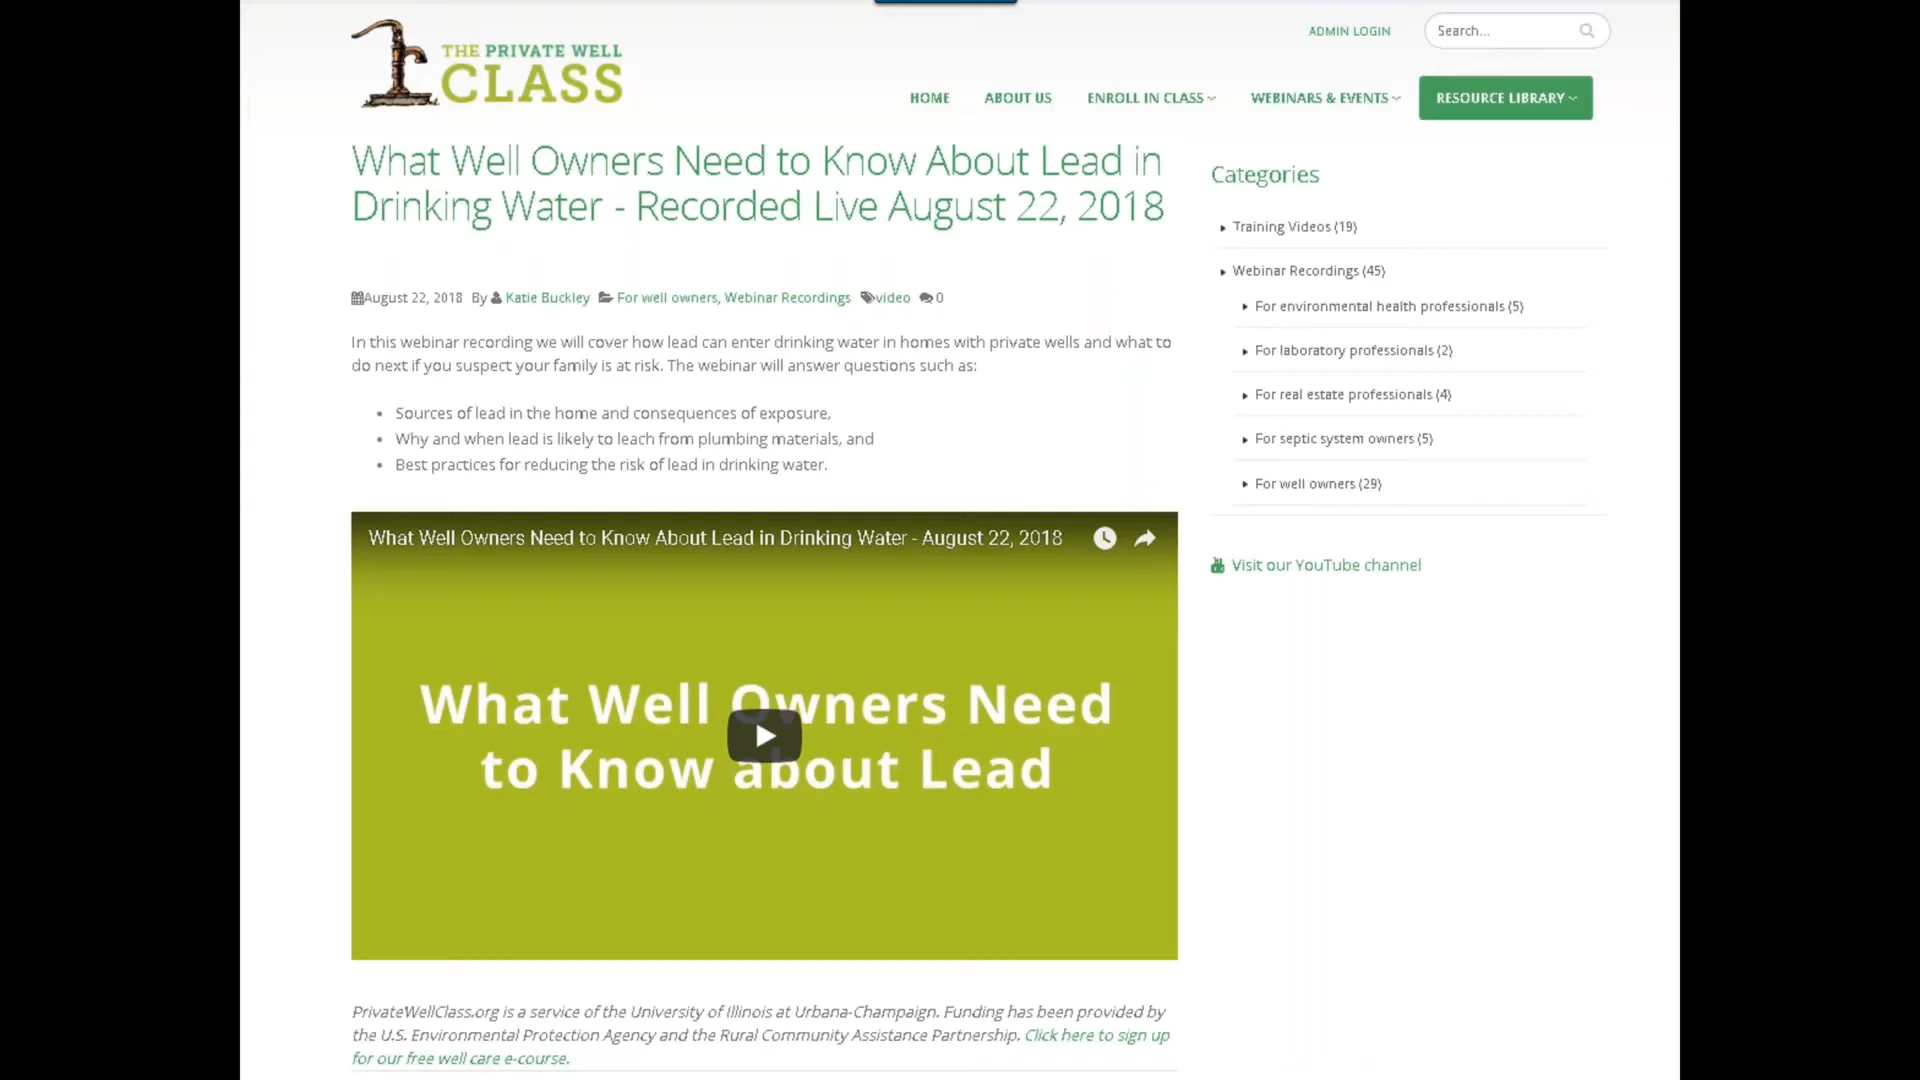 ADMIN LOGIN
Search...
THE PRIVATE WELL
CLASS
HOME ABOUT US ENROLL IN CLASS WEBINARS & EVENTS RESOURCE LIBRARY
What Well Owners Need to Know About Lead in
Drinking Water - Recorded Live August 22, 2018
August 22, 2018 By Katie Buckley For well owners, Webinar Recordings video 0
In this webinar recording we will cover how lead can enter drinking water in homes with private wells and what to
do next if you suspect your family is at risk. The webinar will answer questions such as:
• Sources of lead in the home and consequences of exposure,
• Why and when lead is likely to leach from plumbing materials, and
• Best practices for reducing the risk of lead in drinking water.
What Well Owners Need to Know About Lead in Drinking Water - August 22, 2018
What Well Owners Need
to Know about Lead
PrivateWellClass.org is a service of the University of Illinois at Urbana-Champaign. Funding has been provided by
the U.S. Environmental Protection Agency and the Rural Community Assistance Partnership. Click here to sign up
for our free well care e-course.
Categories
Training Videos (19)
Webinar Recordings (45)
For environmental health professionals (5)
For laboratory professionals (2)
For real estate professionals (4)
For septic system owners (5)
For well owners (29)
Visit our YouTube channel